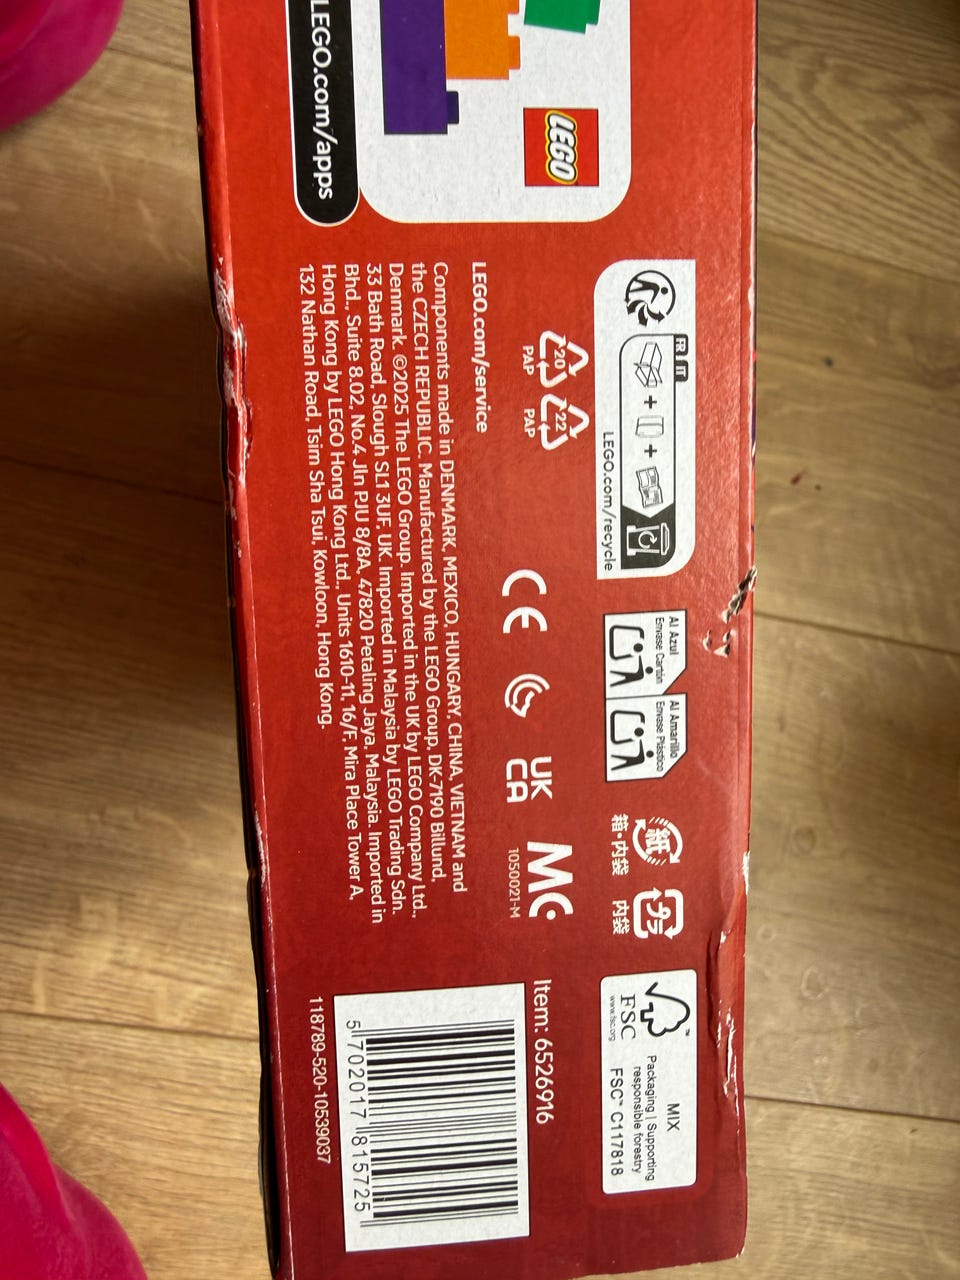 LEGO.com/apps
LEGO
FR IT
+ +
LEGO.com/recycle
20
PAP
22
PAP
LEGO.com/service
Components made in DENMARK, MEXICO, HUNGARY, CHINA, VIETNAM and
the CZECH REPUBLIC. Manufactured by the LEGO Group, DK-7190 Billund,
Denmark. ©2025 The LEGO Group. Imported in the UK by LEGO Company Ltd.,
33 Bath Road, Slough SL1 3UF, UK. Imported in Malaysia by LEGO Trading Sdn.
Bhd., Suite 8.02, No.4 Jln PJU 8/8A, 47820 Petaling Jaya, Malaysia. Imported in
Hong Kong by LEGO Hong Kong Ltd., Units 1610-11, 16/F, Mira Place Tower A,
132 Nathan Road, Tsim Sha Tsui, Kowloon, Hong Kong.
Al Azul
Envase Cartón
Al Amarillo
Envase Plástico
CE
UK
CA
MC
1050021-M
紙
箱・内袋
プラ
内袋
FSC
www.fsc.org
MIX
Packaging | Supporting
responsible forestry
FSC™ C117818
Item: 6526916
5 702017 815725
118789-520-10539037